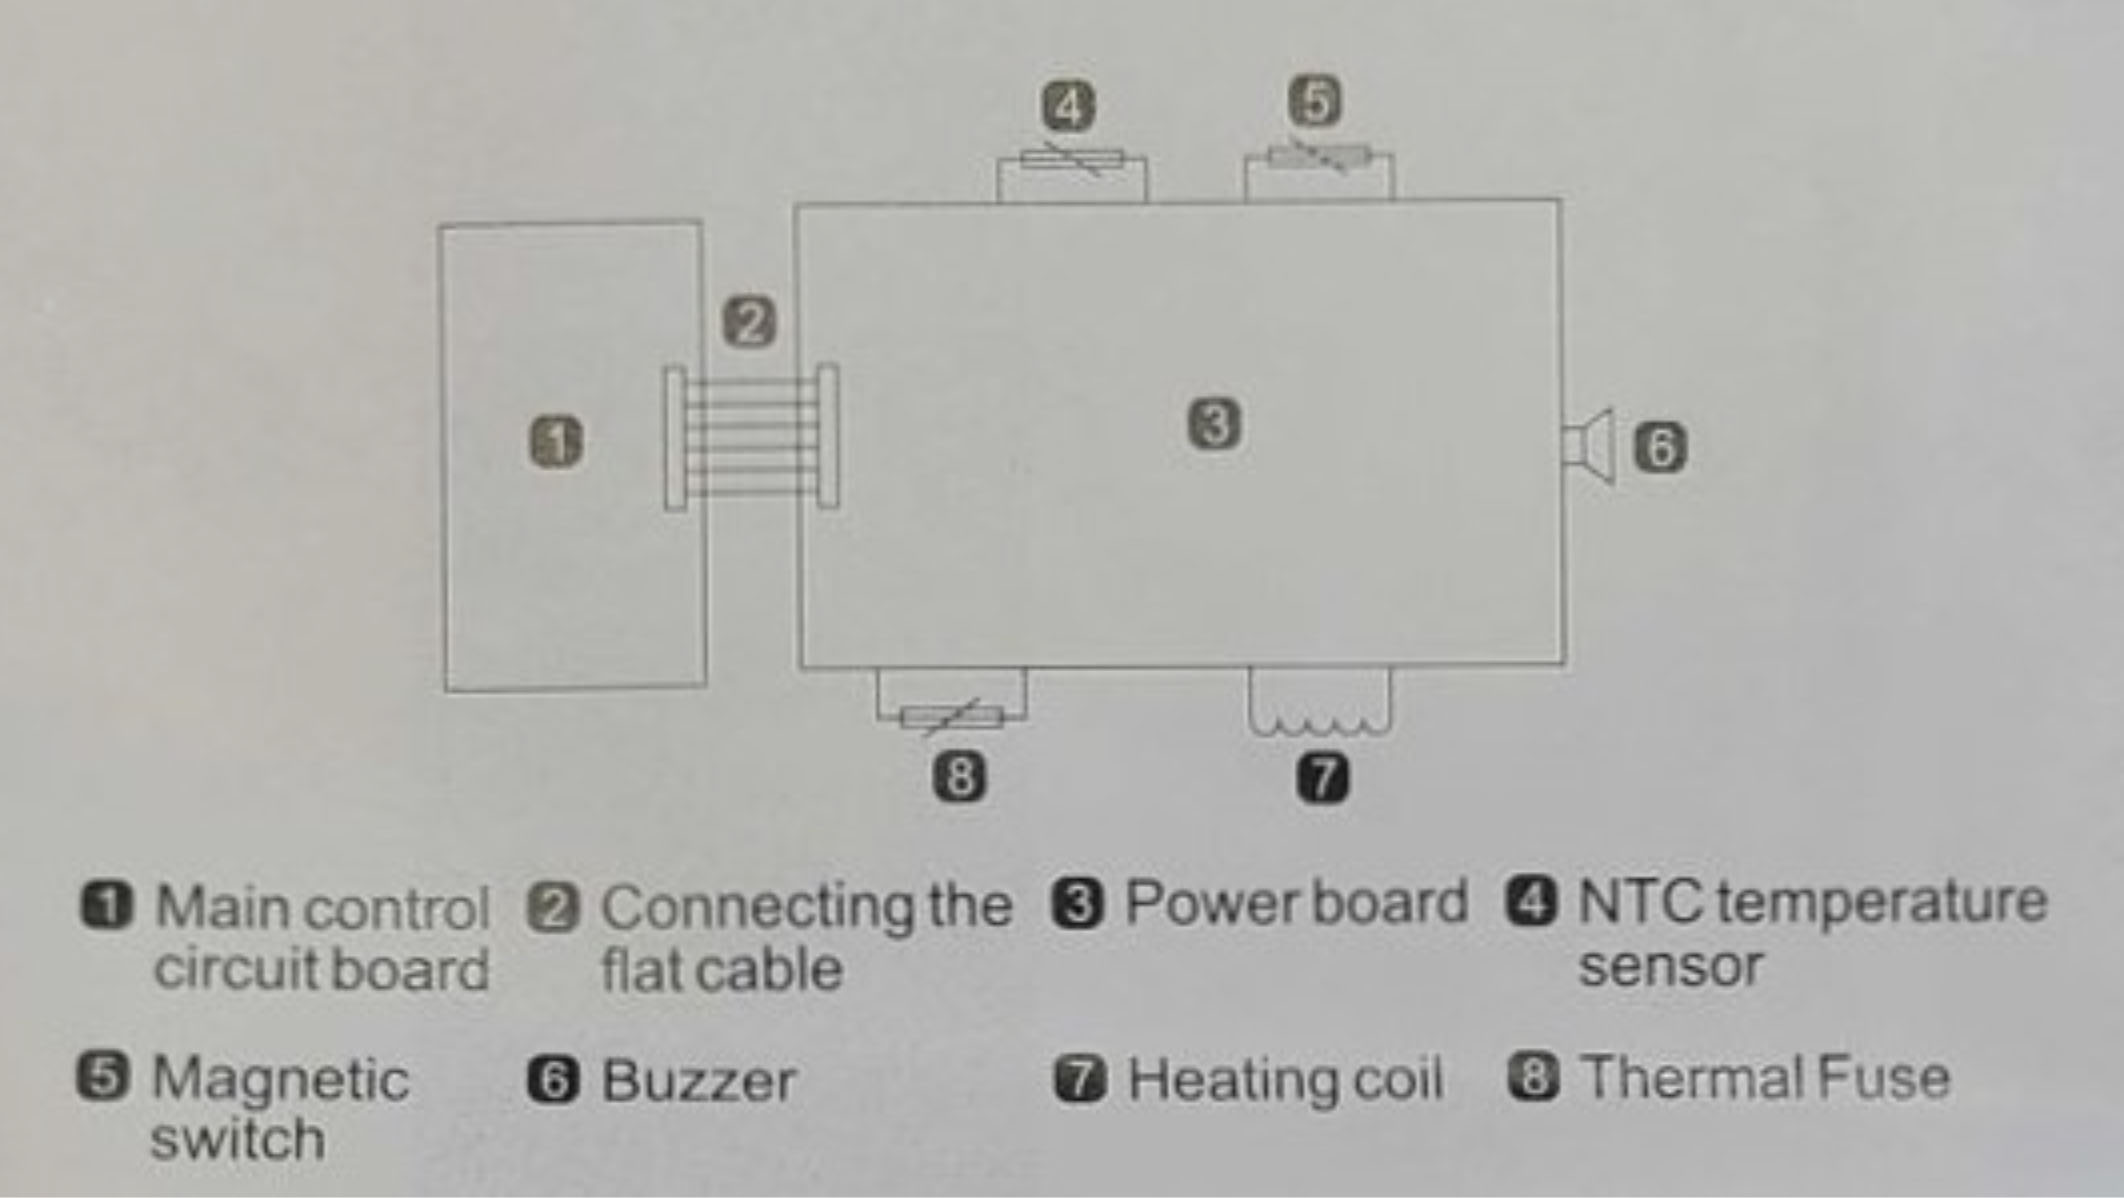 4 5
2
1 3 6
8 7
1 Main control 2 Connecting the 3 Power board 4 NTC temperature
circuit board flat cable sensor
5 Magnetic 6 Buzzer 7 Heating coil 8 Thermal Fuse
switch